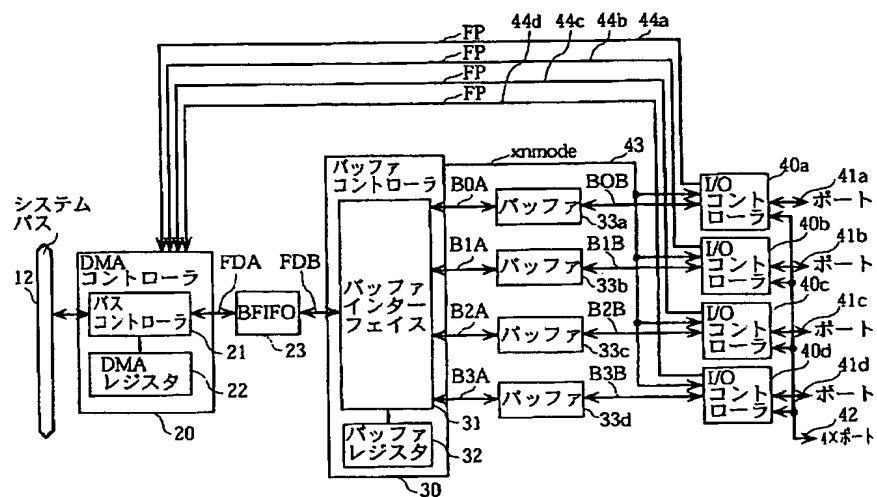 FP 44d 44c 44b 44a
FP
FP
FP
xnmode 43
システム
バス
12
DMA
コントローラ
バス
コントローラ
21
DMA
レジスタ
22
20
FDA
BFIFO
23
FDB
バッファ
コントローラ
バッファ
インター
フェイス
31
バッファ
レジスタ
32
30
B0A
バッファ
33a
B0B
B1A
バッファ
33b
B1B
B2A
バッファ
33c
B2B
B3A
バッファ
33d
B3B
I/O
コント
ローラ
40a
41a
ポート
I/O
コント
ローラ
40b
41b
ポート
I/O
コント
ローラ
40c
41c
ポート
I/O
コント
ローラ
40d
41d
ポート
42
4Xポート